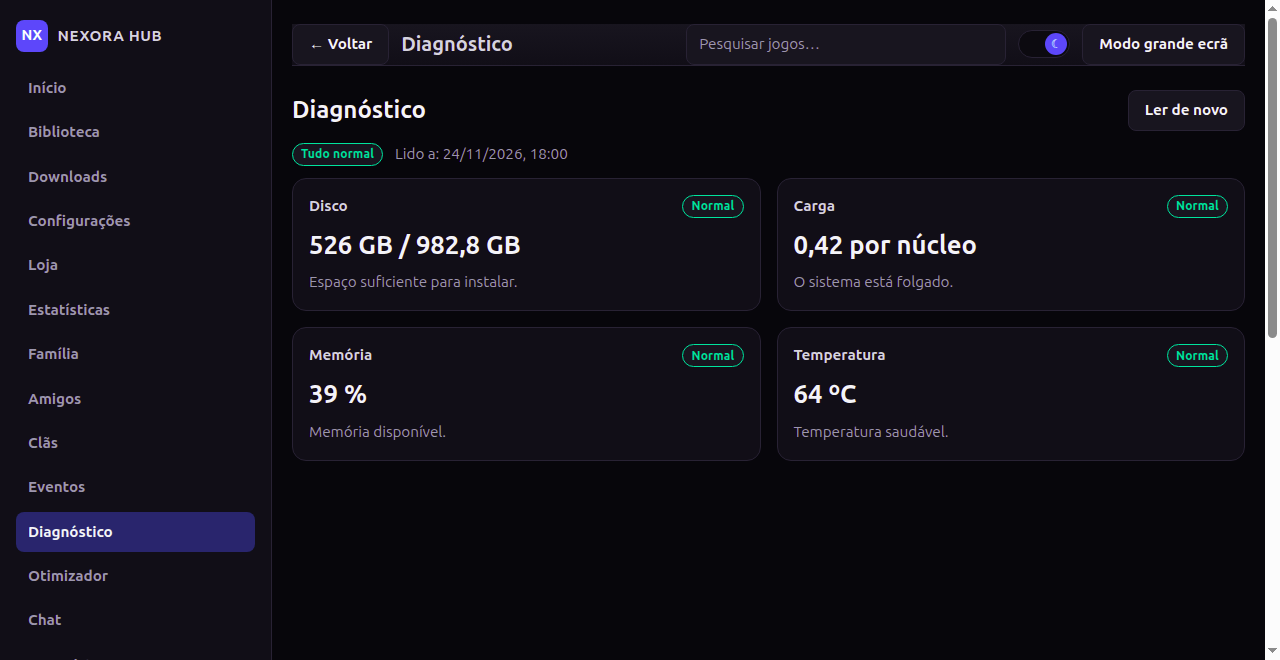 NX NEXORA HUB
Início
Biblioteca
Downloads
Configurações
Loja
Estatísticas
Família
Amigos
Clãs
Eventos
Diagnóstico
Otimizador
Chat
← Voltar
Diagnóstico
Pesquisar jogos…
Modo grande ecrã
Diagnóstico
Ler de novo
Tudo normal
Lido a: 24/11/2026, 18:00
Disco
Normal
526 GB / 982,8 GB
Espaço suficiente para instalar.
Carga
Normal
0,42 por núcleo
O sistema está folgado.
Memória
Normal
39 %
Memória disponível.
Temperatura
Normal
64 ºC
Temperatura saudável.